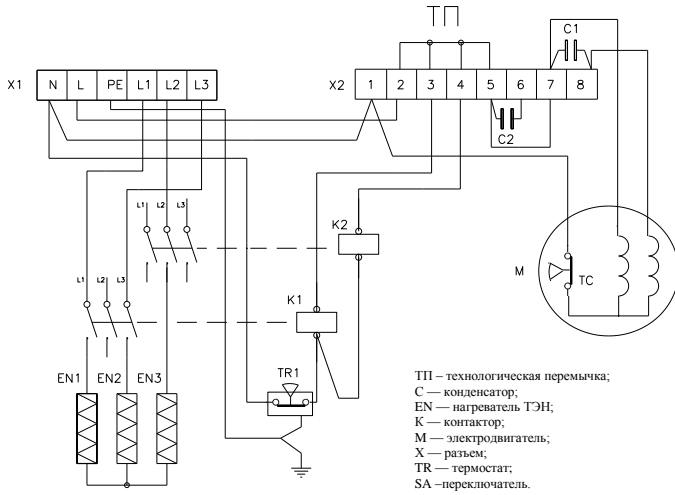 ТП
C1
X1 N L PE L1 L2 L3
X2 1 2 3 4 5 6 7 8
C2
L1 L2 L3
K2
L1 L2 L3
K1
M
TC
EN1 EN2 EN3
TR1
ТП – технологическая перемычка;
С — конденсатор;
EN — нагреватель ТЭН;
К — контактор;
М — электродвигатель;
Х — разъем;
TR — термостат;
SA –переключатель.